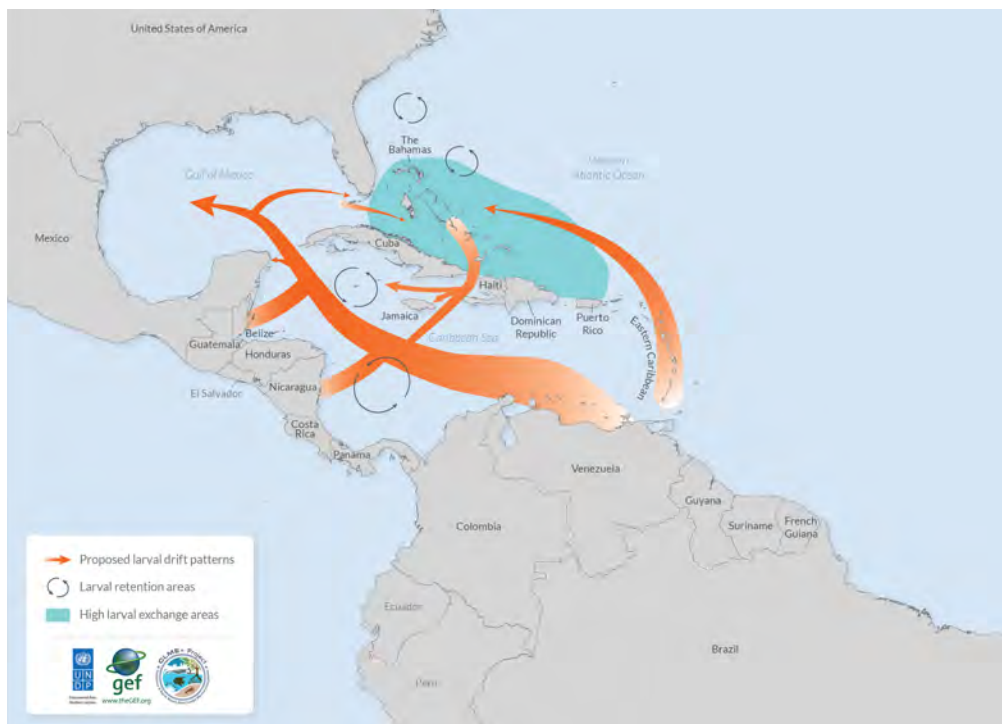 United States of America
The
Bahamas
Gulf of Mexico
Atlantic Ocean
Mexico
Cuba
Haiti
Jamaica
Dominican
Republic
Puerto
Rico
Belize
Caribbean Sea
Eastern Caribbean
Guatemala
Honduras
El Salvador
Nicaragua
Costa
Rica
Panama
Venezuela
Guyana
Suriname
French
Guiana
Colombia
Ecuador
Peru
Brazil
Proposed larval drift patterns
Larval retention areas
High larval exchange areas
U N
D P
gef
www.theGEF.org
CLME+ Project